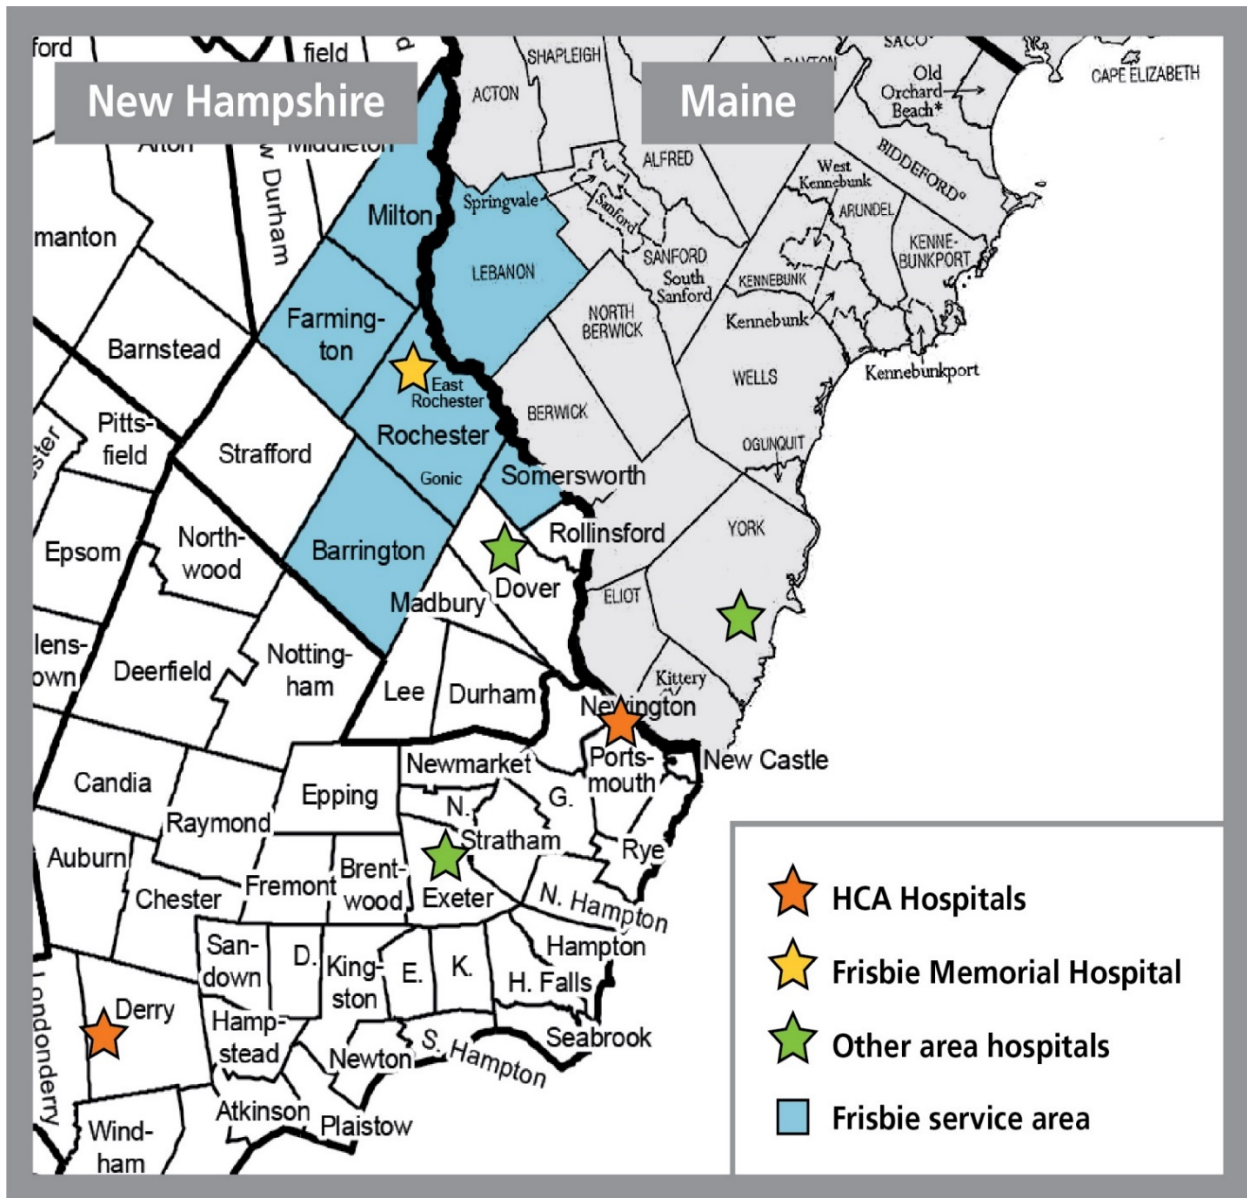 ford
field
SHAPLEIGH
SACO
DAYTON
CAPE ELIZABETH
New Hampshire
Maine
ACTON
Old
Orchard
Beach*
Alton
w Durham
Middleton
ALFRED
BIDDEFORD°
West
Kennebunk
Springvale
Sanford
ARUNDEL
Milton
manton
LEBANON
SANFORD
South
Sanford
KENNE-
BUNKPORT
KENNEBUNK
Farming-
ton
NORTH
BERWICK
Kennebunk
Barnstead
Kennebunkport
East
Rochester
WELLS
BERWICK
Pitts-
field
ster
Strafford
Rochester
OGUNQUIT
Gonic
Somersworth
Epsom
North-
wood
Barrington
Rollinsford
YORK
Dover
Madbury
ELIOT
lens-
own
Deerfield
Notting-
ham
Lee
Durham
Kittery
Newington
New Castle
Candia
Epping
Newmarket
Ports-
mouth
Raymond
N.
G.
Stratham
Rye
Auburn
Chester
Fremont
Brent-
wood
Exeter
N. Hampton
San-
down
D.
King-
ston
E.
K.
Hampton
H. Falls
Londonderry
Derry
Hamp-
stead
Newton
S. Hampton
Seabrook
Atkinson
Plaistow
Wind-
ham
HCA Hospitals
Frisbie Memorial Hospital
Other area hospitals
Frisbie service area